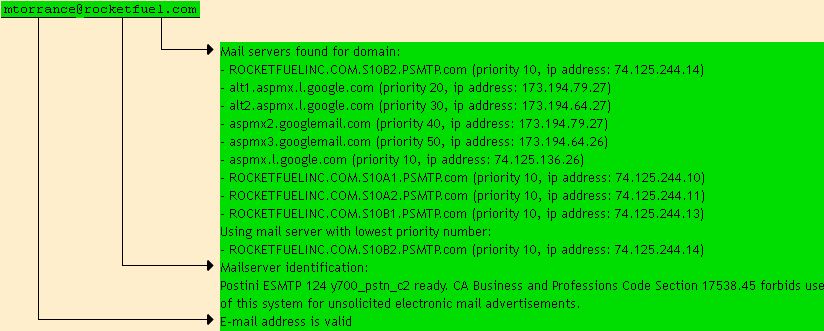 mtorrance@rocketfuel.com
Mail servers found for domain:
- ROCKETFUELINC.COM.S10B2.PSMTP.com (priority 10, ip address: 74.125.244.14)
- alt1.aspmx.l.google.com (priority 20, ip address: 173.194.79.27)
- alt2.aspmx.l.google.com (priority 30, ip address: 173.194.64.27)
- aspmx2.googlemail.com (priority 40, ip address: 173.194.79.27)
- aspmx3.googlemail.com (priority 50, ip address: 173.194.64.26)
- aspmx.l.google.com (priority 10, ip address: 74.125.136.26)
- ROCKETFUELINC.COM.S10A1.PSMTP.com (priority 10, ip address: 74.125.244.10)
- ROCKETFUELINC.COM.S10A2.PSMTP.com (priority 10, ip address: 74.125.244.11)
- ROCKETFUELINC.COM.S10B1.PSMTP.com (priority 10, ip address: 74.125.244.13)
Using mail server with lowest priority number:
- ROCKETFUELINC.COM.S10B2.PSMTP.com (priority 10, ip address: 74.125.244.14)
Mailserver identification:
Postini ESMTP 124 y700_pstn_c2 ready. CA Business and Professions Code Section 17538.45 forbids use
of this system for unsolicited electronic mail advertisements.
E-mail address is valid